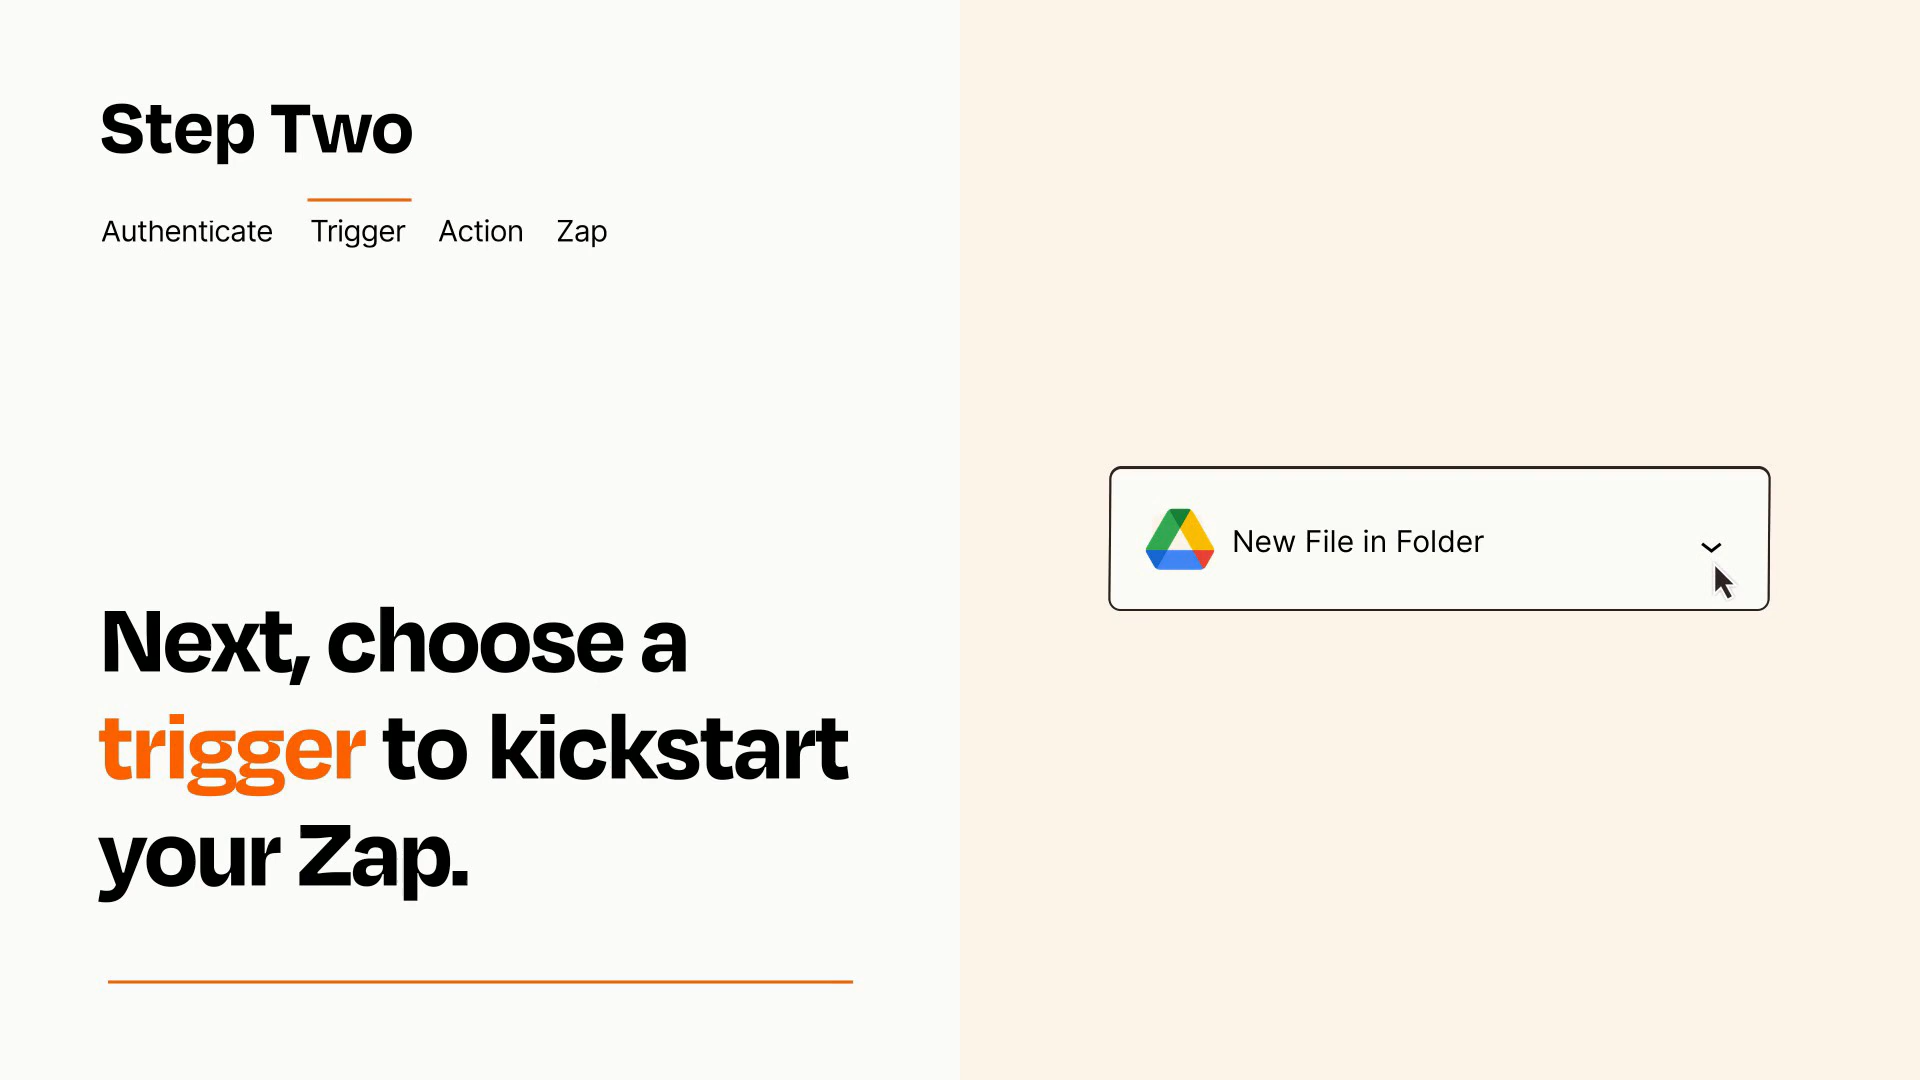 Step Two
Authenticate Trigger Action Zap
Next, choose a
trigger to kickstart
your Zap.
New File in Folder